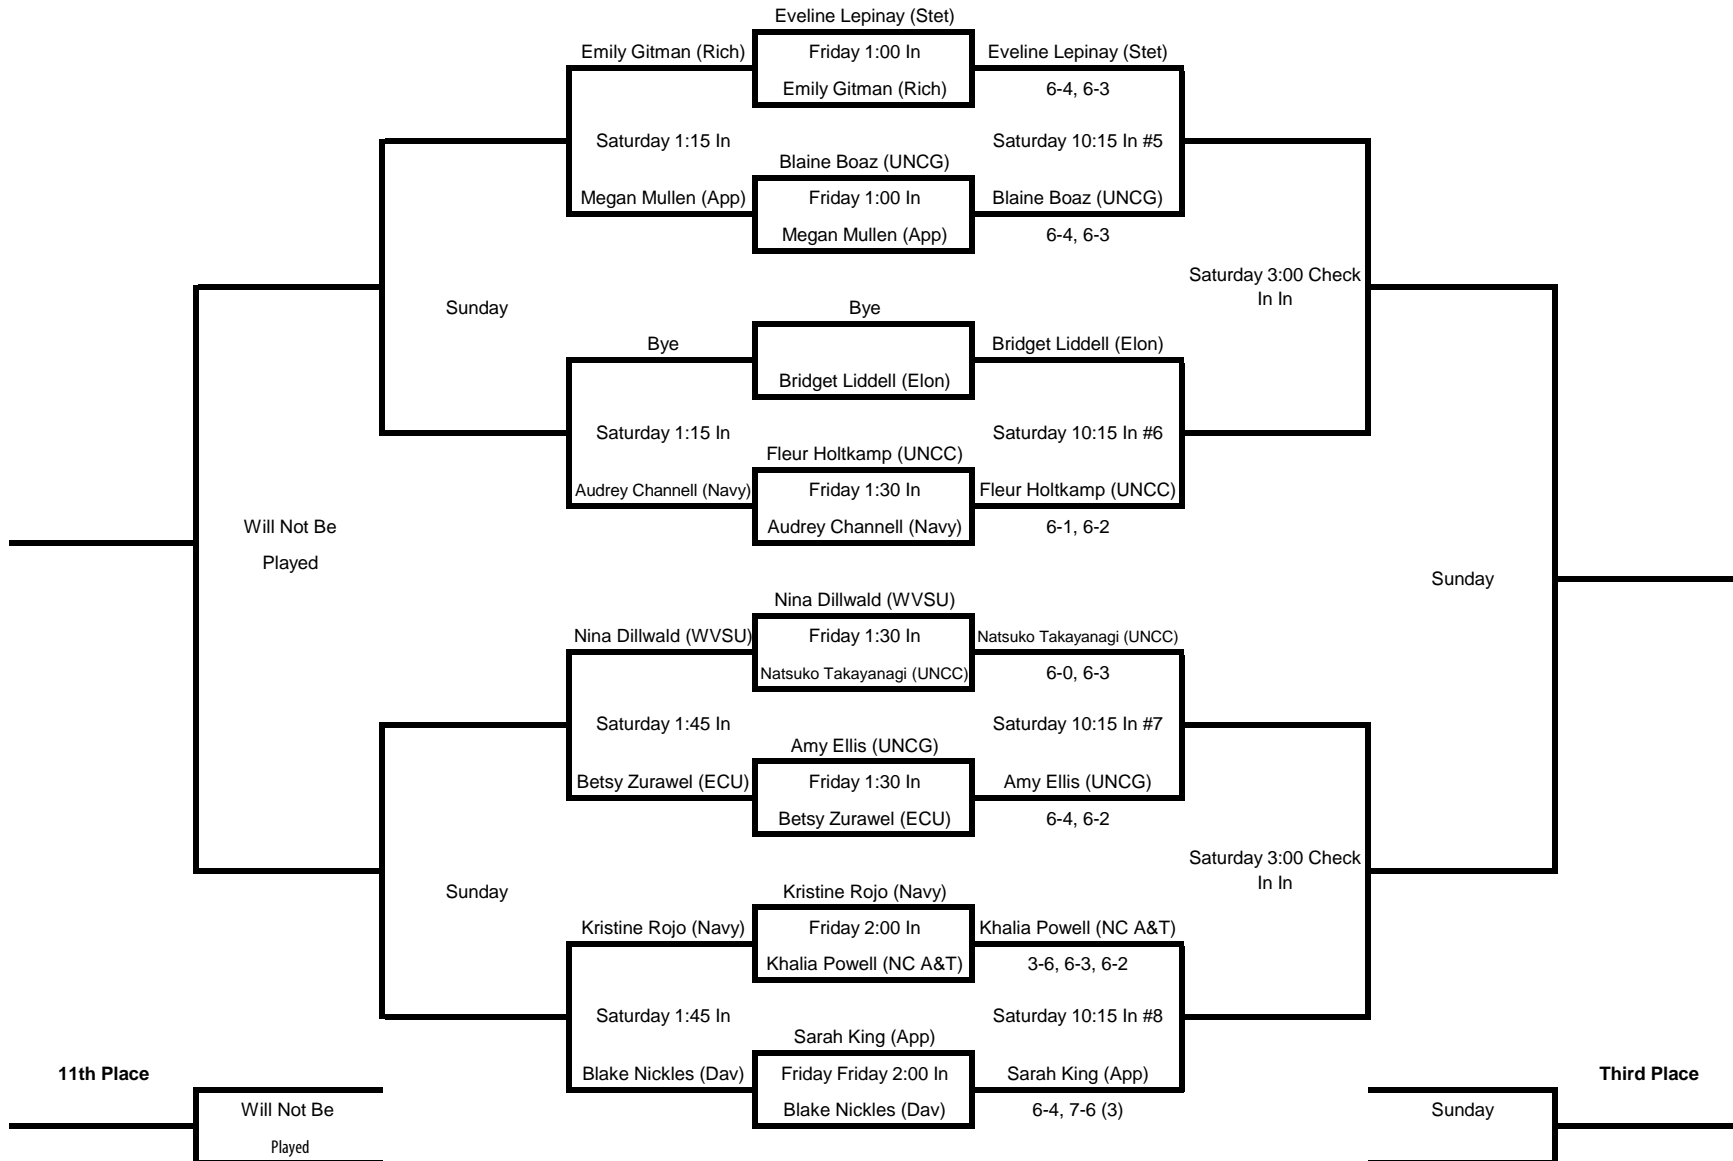 Eveline Lepinay (Stet)
Emily Gitman (Rich)
Friday 1:00 In
Eveline Lepinay (Stet)
Emily Gitman (Rich)
6-4, 6-3
Saturday 1:15 In
Saturday 10:15 In #5
Blaine Boaz (UNCG)
Megan Mullen (App)
Friday 1:00 In
Blaine Boaz (UNCG)
Megan Mullen (App)
6-4, 6-3
Saturday 3:00 Check
In In
Sunday
Bye
Bye
Bridget Liddell (Elon)
Bridget Liddell (Elon)
Saturday 1:15 In
Saturday 10:15 In #6
Fleur Holtkamp (UNCC)
Audrey Channell (Navy)
Friday 1:30 In
Fleur Holtkamp (UNCC)
Will Not Be
Played
Audrey Channell (Navy)
6-1, 6-2
Sunday
Nina Dillwald (WVSU)
Nina Dillwald (WVSU)
Friday 1:30 In
Natsuko Takayanagi (UNCC)
Natsuko Takayanagi (UNCC)
6-0, 6-3
Saturday 1:45 In
Saturday 10:15 In #7
Amy Ellis (UNCG)
Betsy Zurawel (ECU)
Friday 1:30 In
Amy Ellis (UNCG)
Betsy Zurawel (ECU)
6-4, 6-2
Saturday 3:00 Check
In In
Sunday
Kristine Rojo (Navy)
Kristine Rojo (Navy)
Friday 2:00 In
Khalia Powell (NC A&T)
Khalia Powell (NC A&T)
3-6, 6-3, 6-2
Saturday 1:45 In
Saturday 10:15 In #8
Sarah King (App)
11th Place
Blake Nickles (Dav)
Friday Friday 2:00 In
Sarah King (App)
Third Place
Will Not Be
Played
Blake Nickles (Dav)
6-4, 7-6 (3)
Sunday